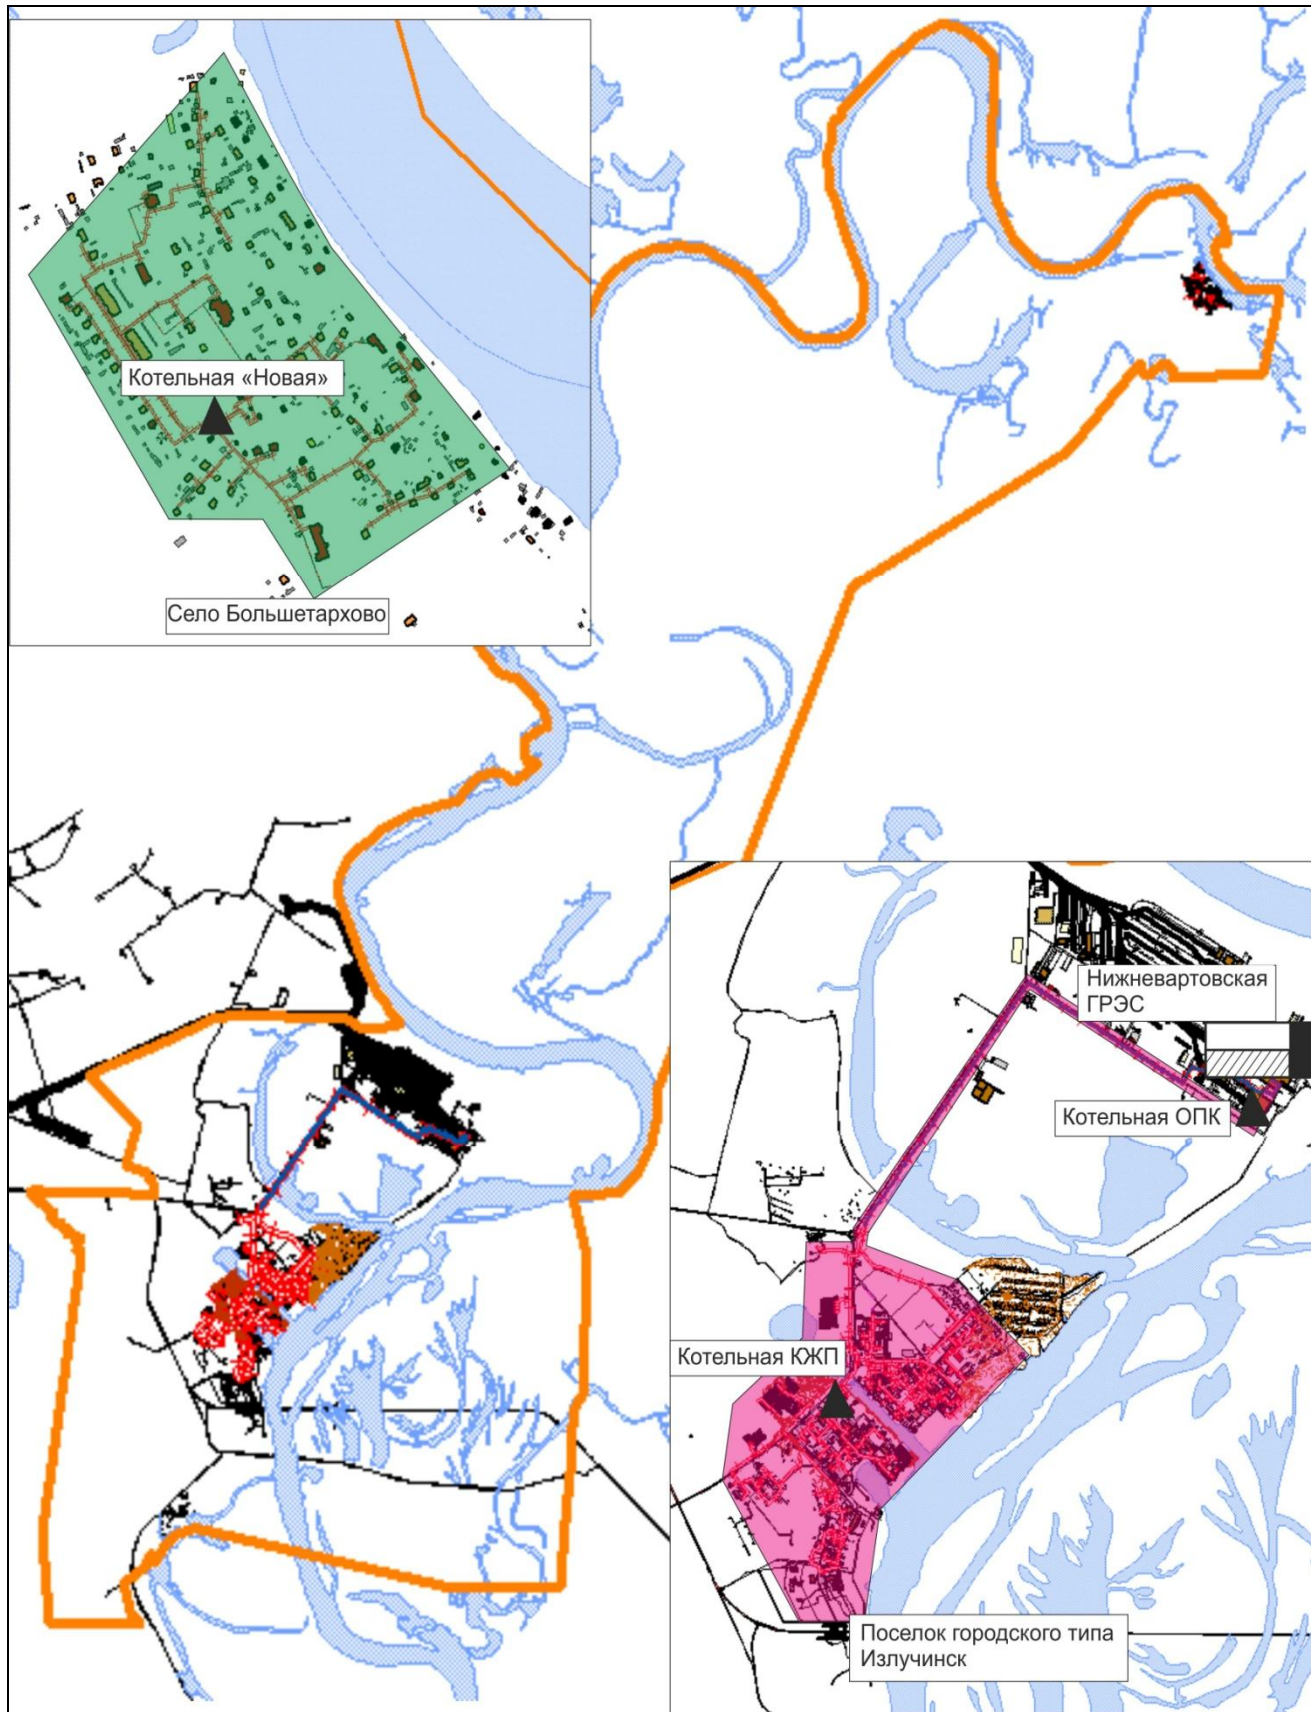 Котельная «Новая»
Село Большетархово
Нижневартовская
ГРЭС
Котельная ОПК
Котельная КЖП
Поселок городского типа
Излучинск